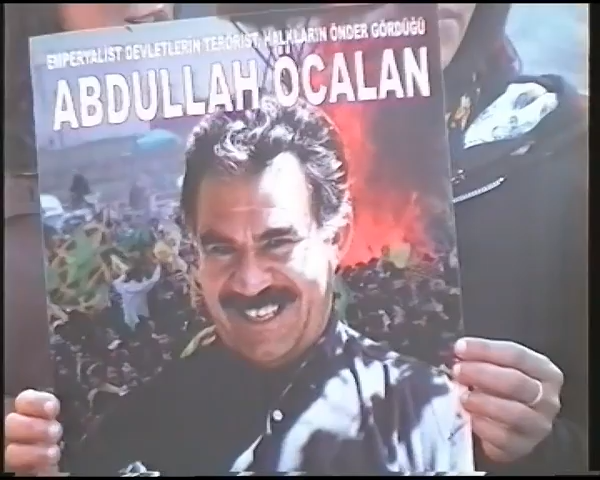 EMPERYALİST DEVLETLERİN TERÖRİST, HALKLARIN ÖNDER GÖRDÜĞÜ
ABDULLAH ÖCALAN